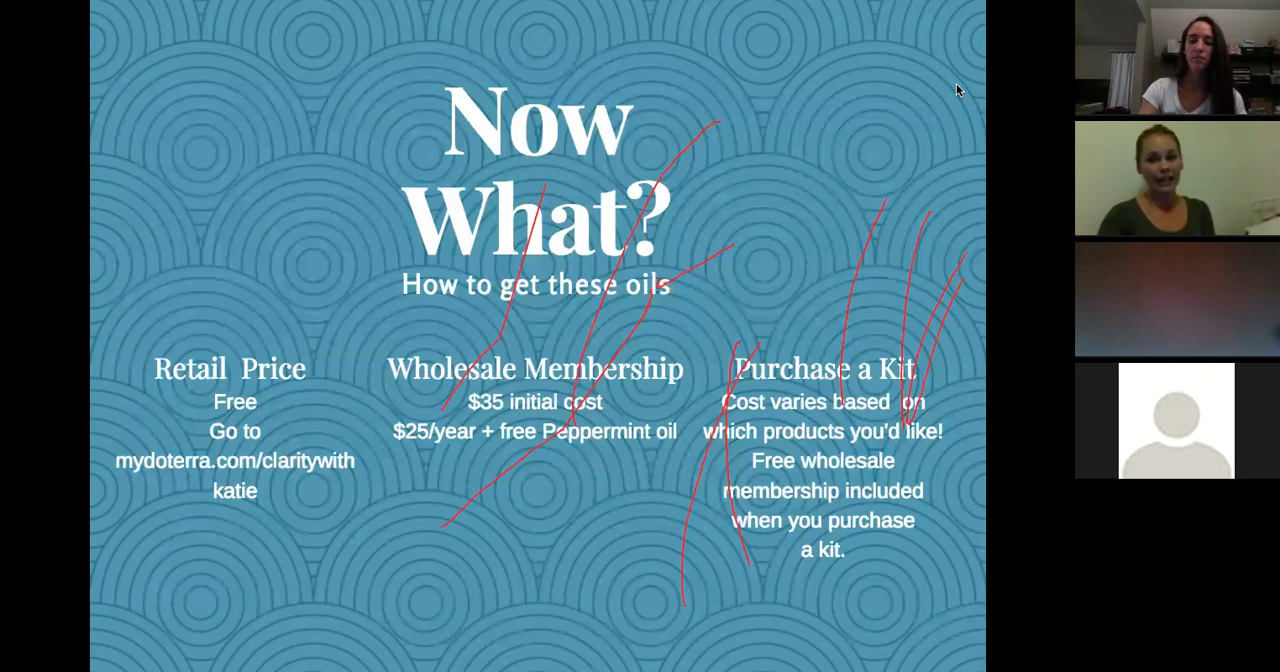 Now
What?
How to get these oils
Retail Price
Free
Go to
mydoterra.com/claritywith
katie
Wholesale Membership
$35 initial cost
$25/year + free Peppermint oil
Purchase a Kit
Cost varies based on
which products you'd like!
Free wholesale
membership included
when you purchase
a kit.